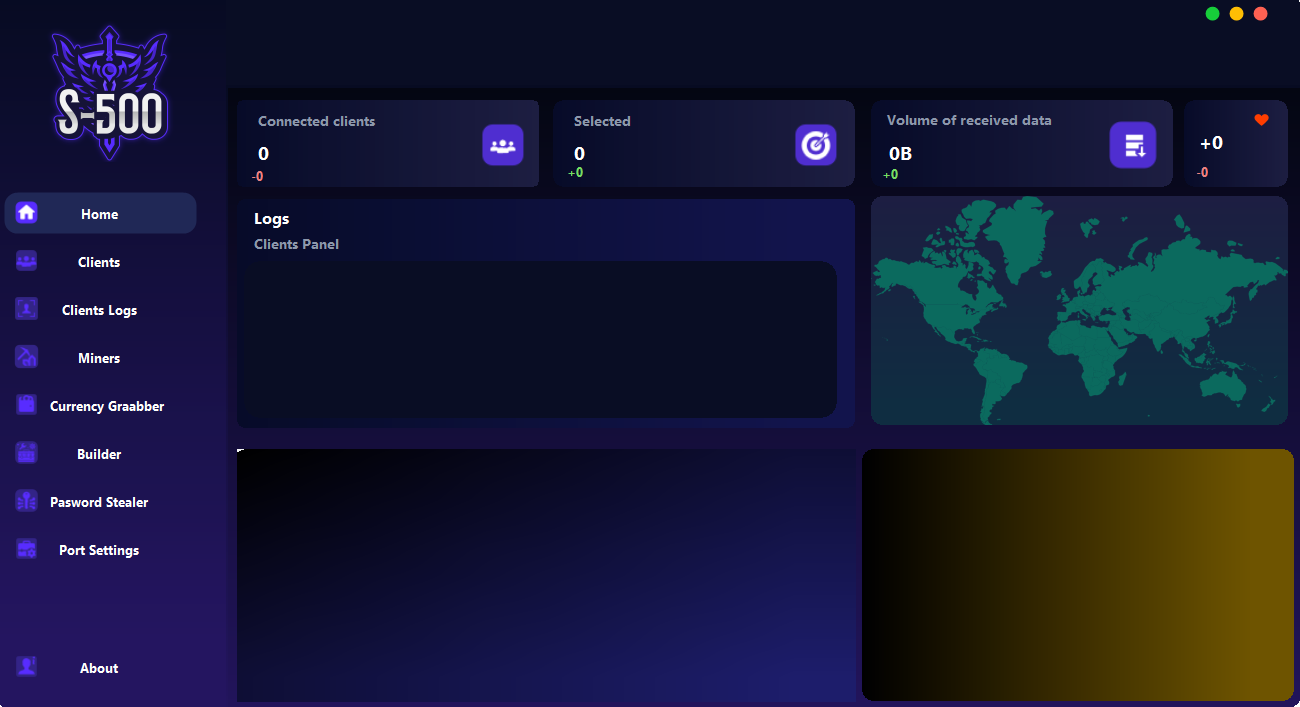 S-500
Home
Clients
Clients Logs
Miners
Currency Graabber
Builder
Pasword Stealer
Port Settings
About
Connected clients
0
-0
Selected
0
+0
Volume of received data
0B
+0
+0
-0
Logs
Clients Panel